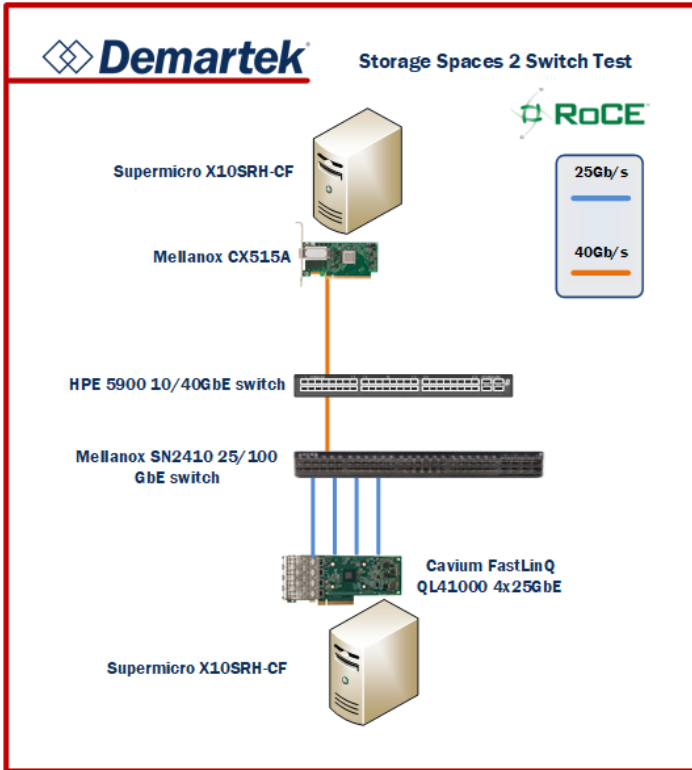 Demartek
Storage Spaces 2 Switch Test
RoCE
Supermicro X10SRH-CF
25Gb/s
Mellanox CX515A
40Gb/s
HPE 5900 10/40GbE switch
Mellanox SN2410 25/100
GbE switch
Cavium FastLinQ
QL41000 4x25GbE
Supermicro X10SRH-CF